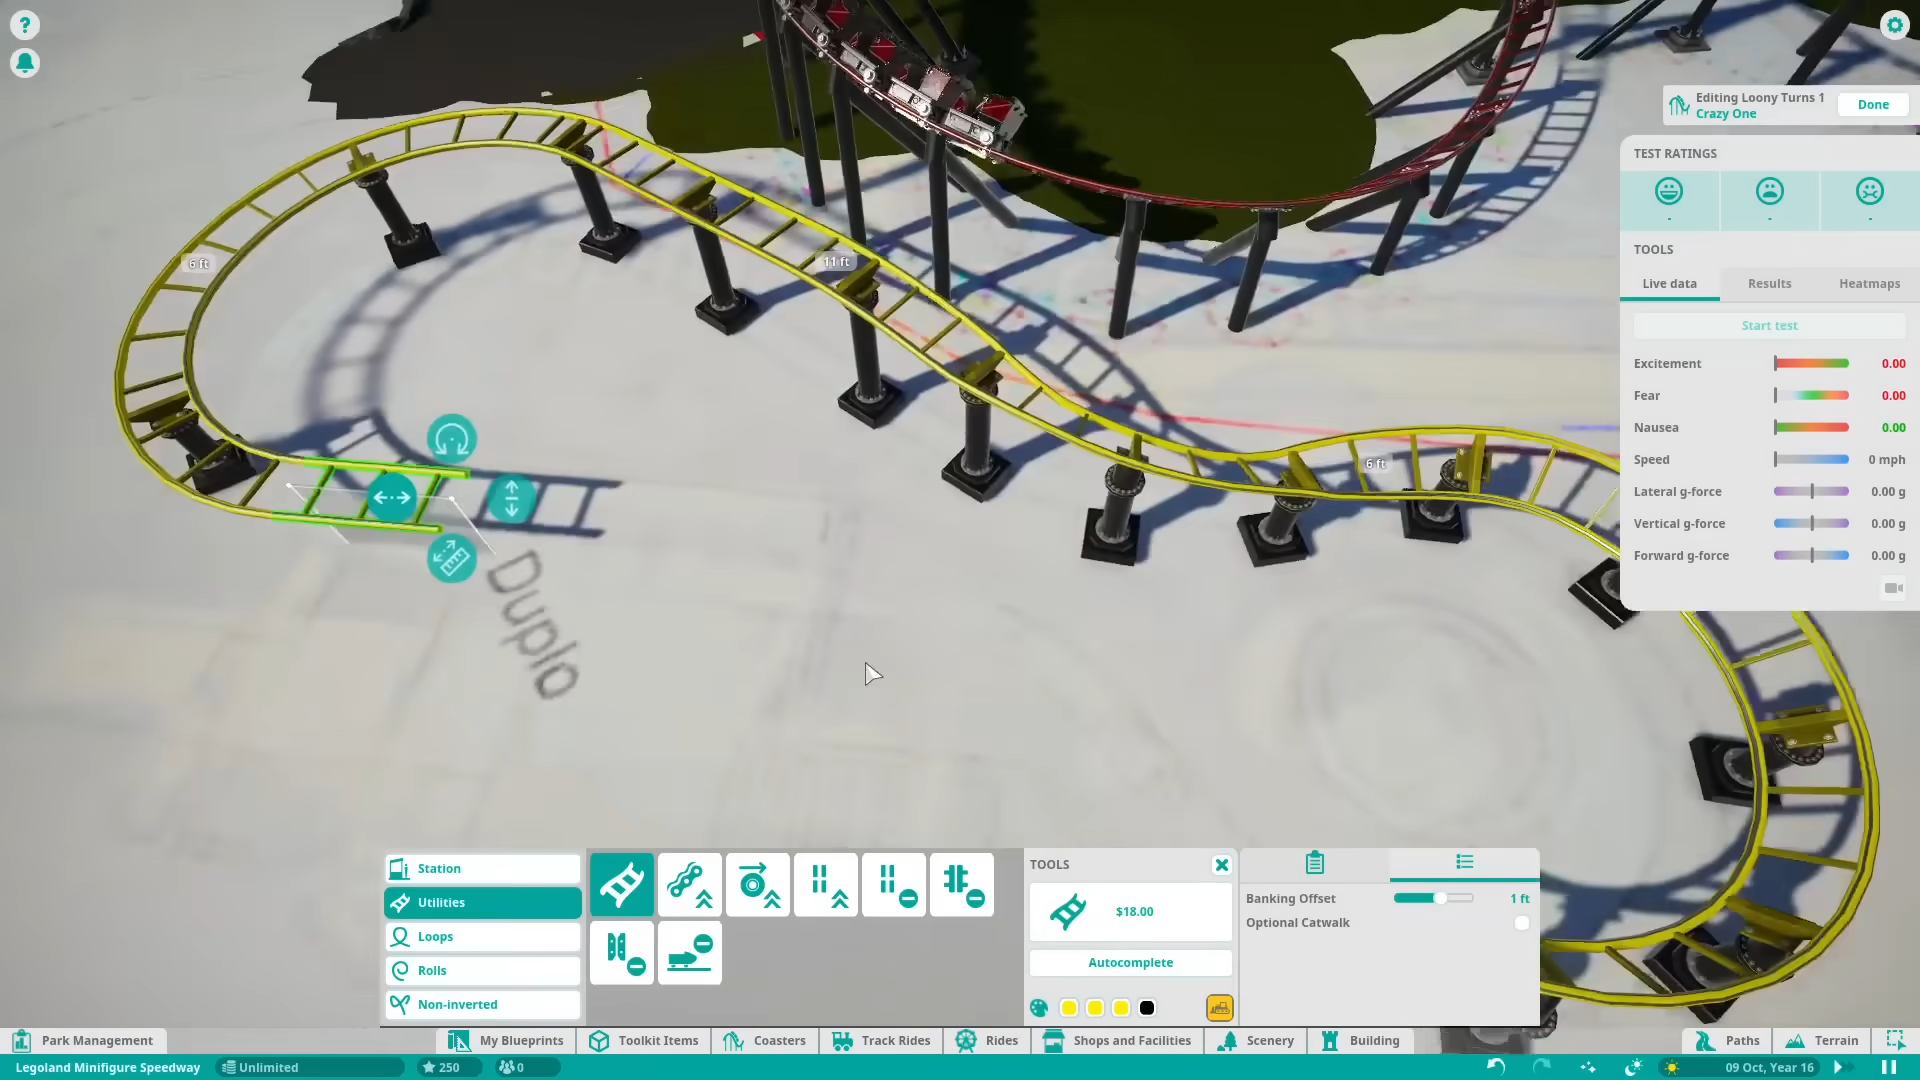 Editing Loony Turns 1
Crazy One
Done
TEST RATINGS
-
-
-
TOOLS
Live data
Results
Heatmaps
Start test
Excitement
0.00
Fear
0.00
Nausea
0.00
Speed
0 mph
Lateral g-force
0.00 g
Vertical g-force
0.00 g
Forward g-force
0.00 g
6 ft
11 ft
6 ft
Duplo
Station
Utilities
Loops
Rolls
Non-inverted
TOOLS
$18.00
Autocomplete
Banking Offset
1 ft
Optional Catwalk
Park Management
My Blueprints
Toolkit Items
Coasters
Track Rides
Rides
Shops and Facilities
Scenery
Building
Paths
Terrain
Legoland Minifigure Speedway
Unlimited
250
0
09 Oct, Year 16